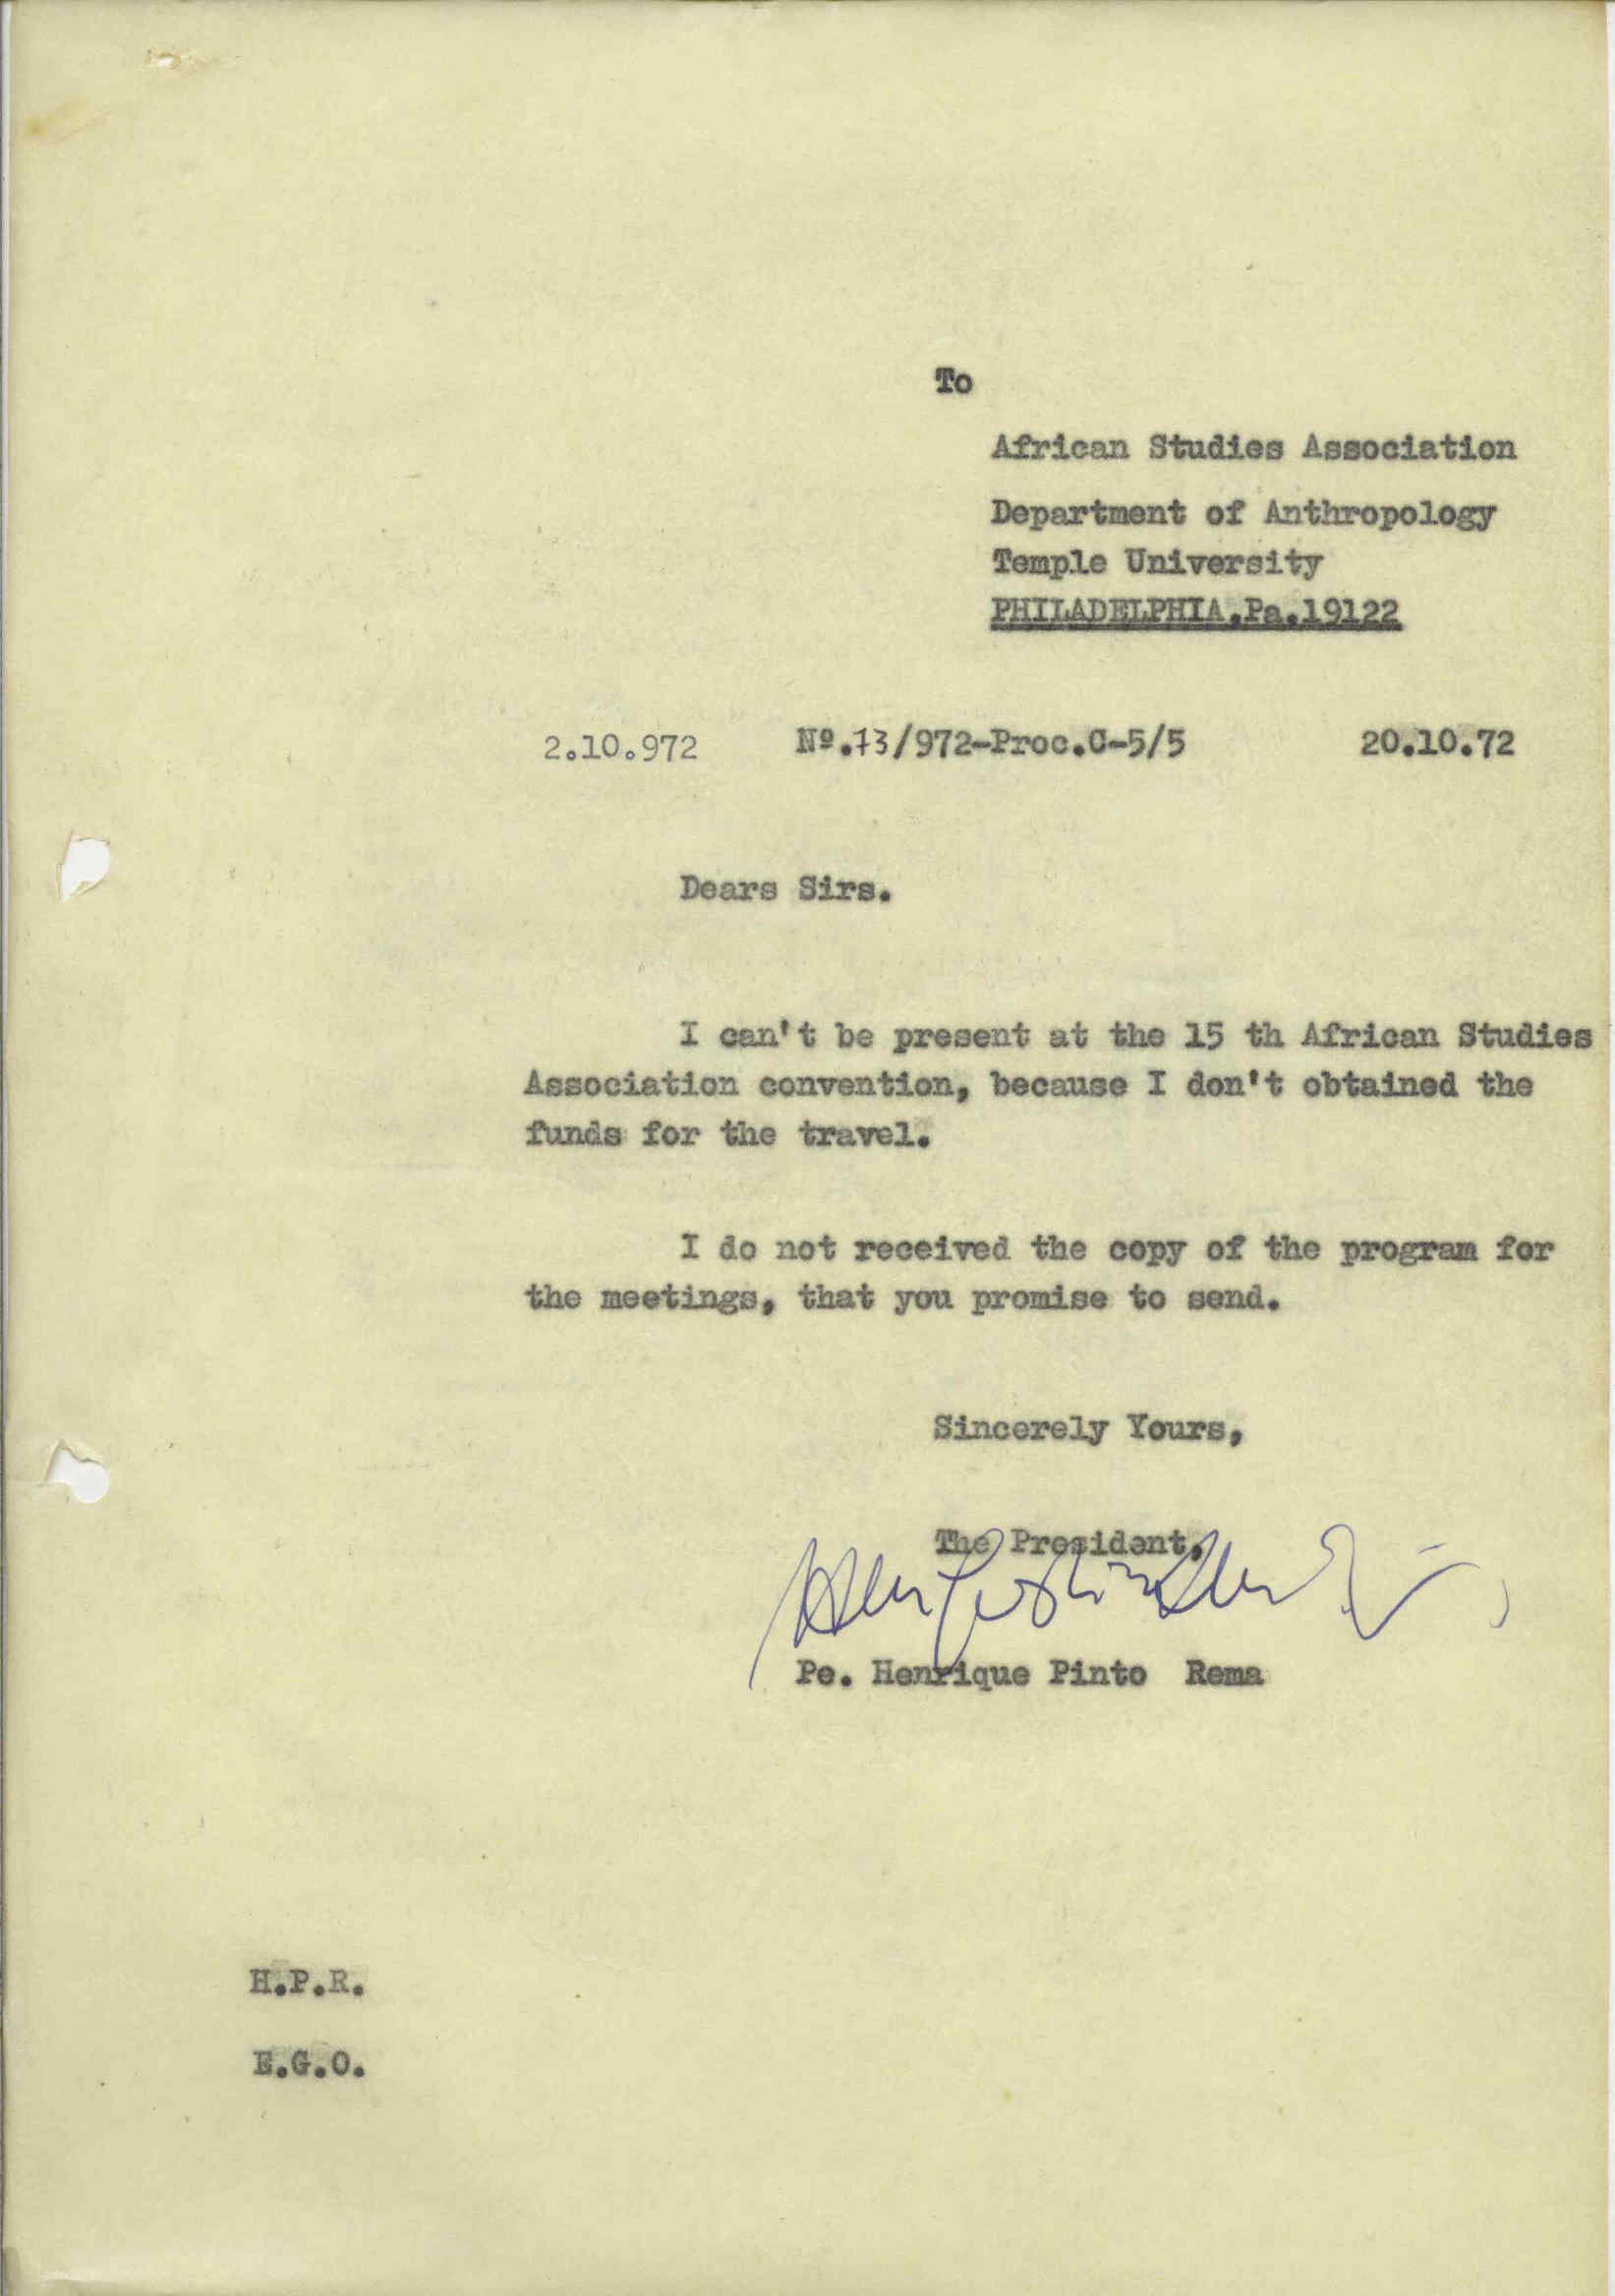 To
African Studies Association
Department of Anthropology
Temple University
PHILADELPHIA.Pa.19122
2.10.972 Nº.73/972-Proc.C-5/5 20.10.72
Dears Sirs.
I can't be present at the 15 th African Studies
Association convention, because I don't obtained the
funds for the travel.
I do not received the copy of the program for
the meetings, that you promise to send.
Sincerely Yours,
The President,
Pe. Henrique Pinto Rema
H.P.R.
E.G.O.